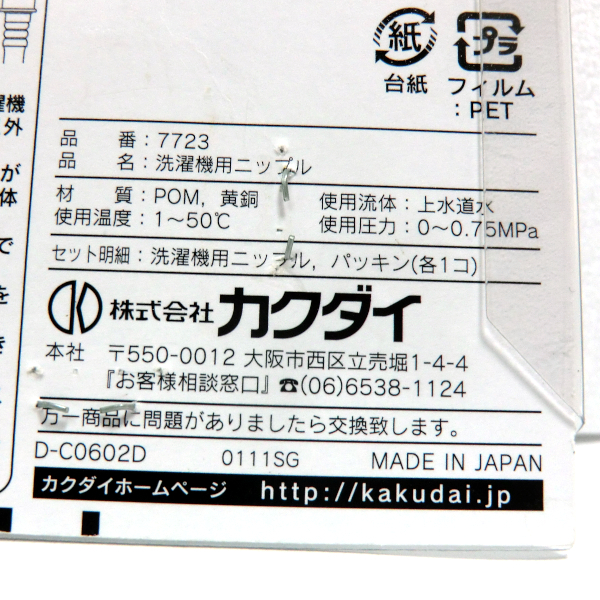 紙
プラ
台紙 フィルム
：PET
機
外
が
体
で
を
き
品　　番：7723
品　　名：洗濯機用ニップル
材　　質：POM，黄銅　使用流体：上水道水
使用温度：1～50℃　使用圧力：0～0.75MPa
セット明細：洗濯機用ニップル，パッキン(各1コ)
株式会社 カクダイ
本社　〒550-0012 大阪市西区立売堀1-4-4
『お客様相談窓口』☎(06)6538-1124
万一商品に問題がありましたら交換致します。
D-C0602D　0111SG　MADE IN JAPAN
カクダイホームページ　http://kakudai.jp